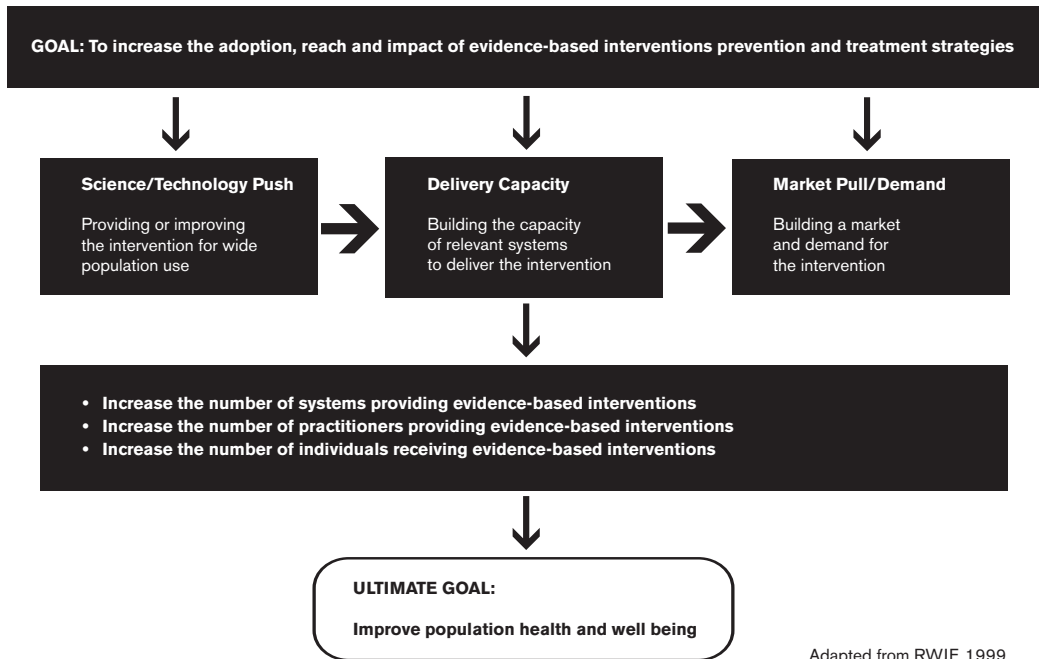 GOAL: To increase the adoption, reach and impact of evidence-based interventions prevention and treatment strategies
Science/Technology Push
Providing or improving
the intervention for wide
population use
Delivery Capacity
Building the capacity
of relevant systems
to deliver the intervention
Market Pull/Demand
Building a market
and demand for
the intervention
• Increase the number of systems providing evidence-based interventions
• Increase the number of practitioners providing evidence-based interventions
• Increase the number of individuals receiving evidence-based interventions
ULTIMATE GOAL:
Improve population health and well being
Adapted from RWJF, 1999